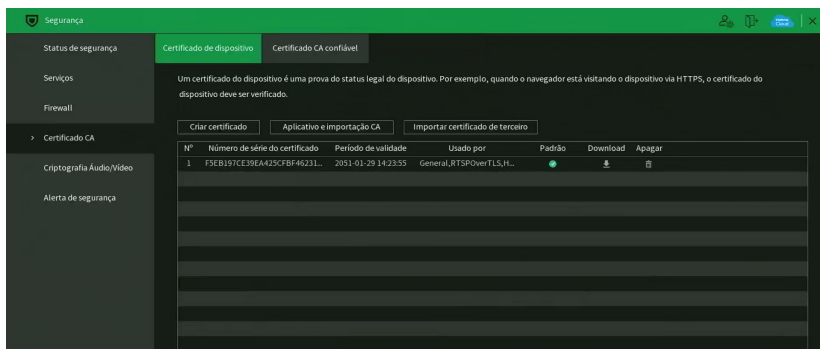 Segurança
Status de segurança
Serviços
Firewall
> Certificado CA
Criptografia Áudio/Vídeo
Alerta de segurança
Certificado de dispositivo Certificado CA confiável
Um certificado do dispositivo é uma prova do status legal do dispositivo. Por exemplo, quando o navegador está visitando o dispositivo via HTTPS, o certificado do
dispositivo deve ser verificado.
Criar certificado Aplicativo e importação CA Importar certificado de terceiro
Nº Número de série do certificado Período de validade Usado por Padrão Download Apagar
1 F5EB197CE39EA425CFBF46231... 2051-01-29 14:23:55 General,RTSPOverTLS,H...